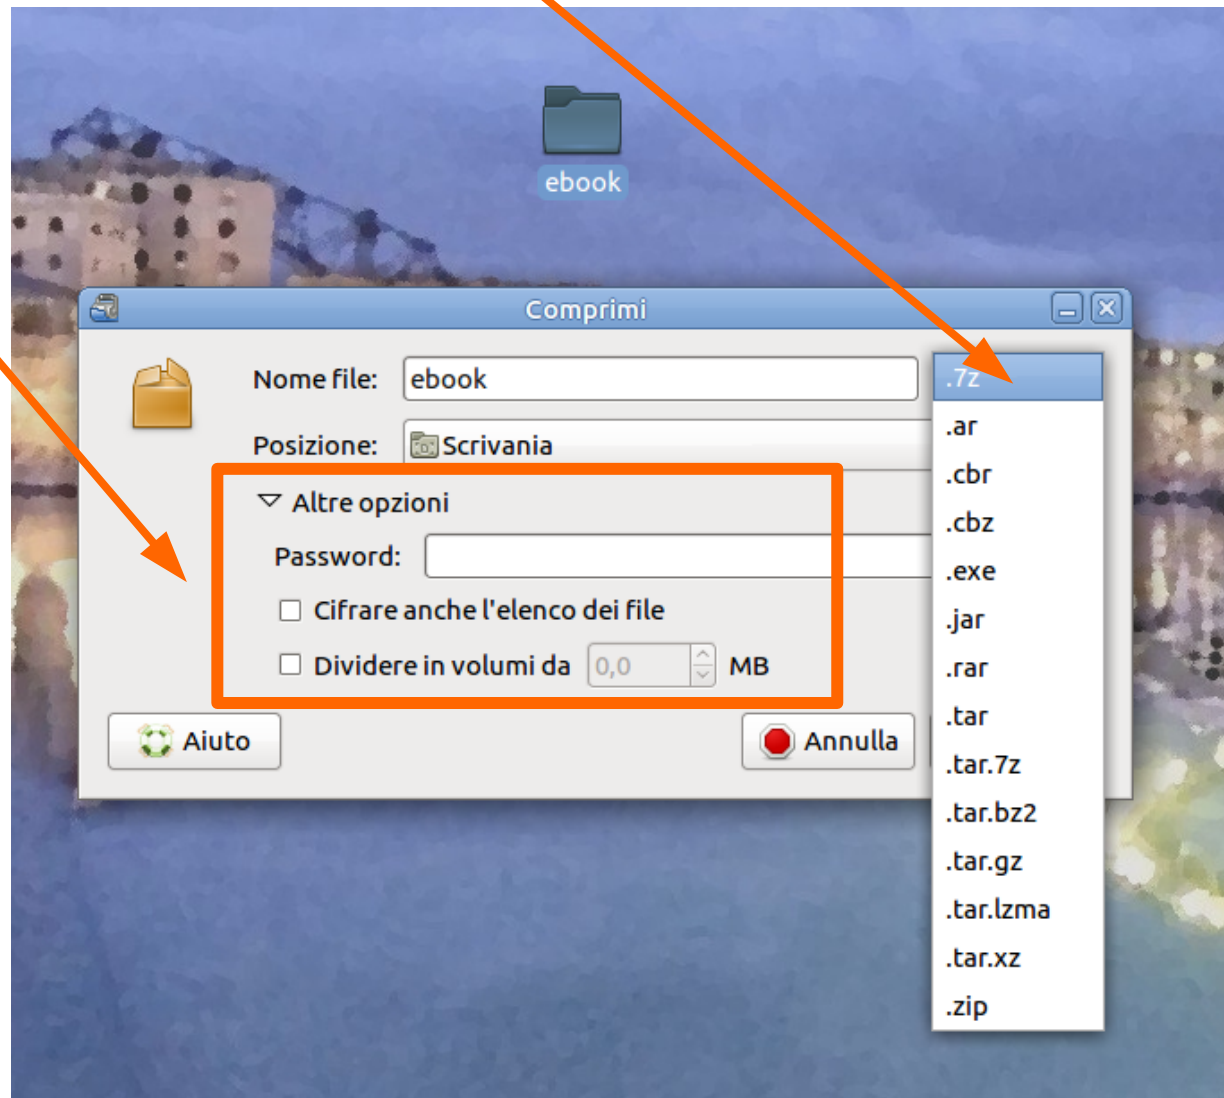 ebook
Comprimi
Nome file: ebook
.7z
Posizione: Scrivania
Altre opzioni
Password:
Cifrare anche l'elenco dei file
Dividere in volumi da 0,0 MB
Aiuto
Annulla
.ar
.cbr
.cbz
.exe
.jar
.rar
.tar
.tar.7z
.tar.bz2
.tar.gz
.tar.lzma
.tar.xz
.zip